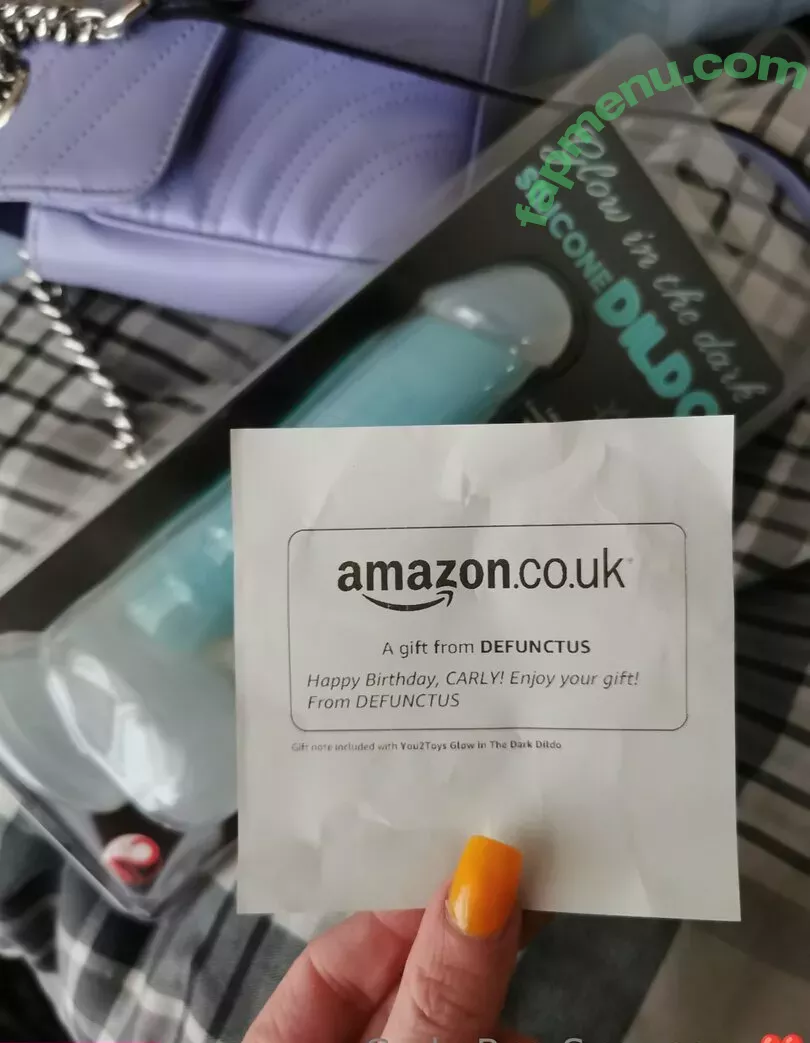 fapmenu.com
Glow in the dark
SILICONE DILDO
amazon.co.uk
A gift from DEFUNCTUS
Happy Birthday, CARLY! Enjoy your gift!
From DEFUNCTUS
Gift note included with You2Toys Glow In The Dark Dildo